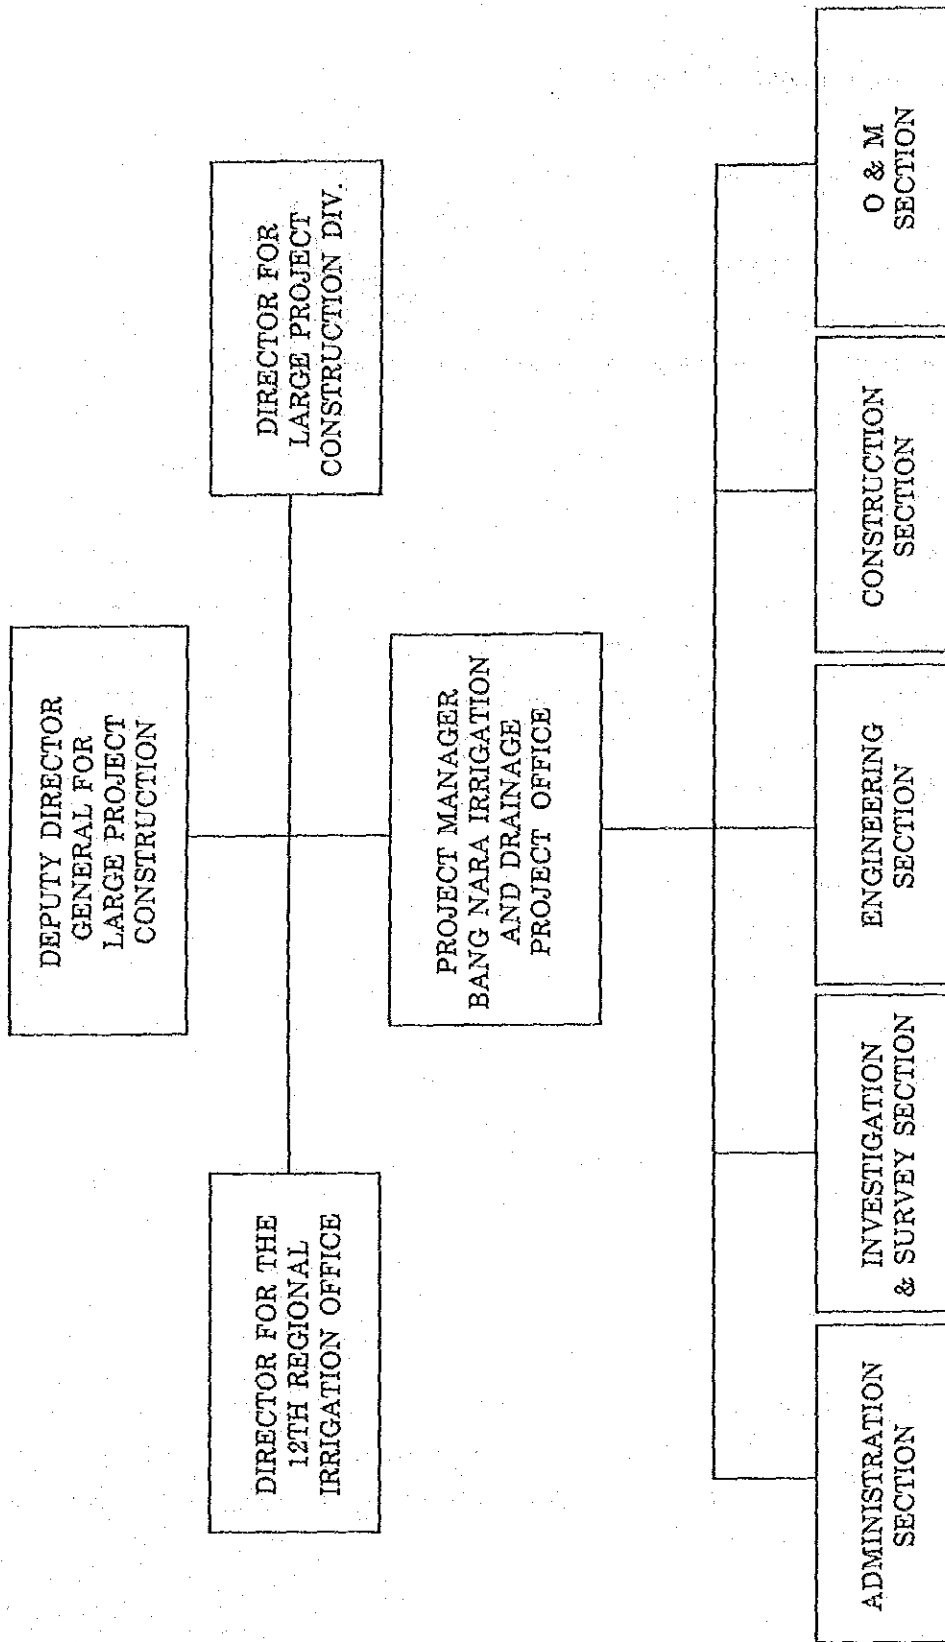 DEPUTY DIRECTOR
GENERAL FOR
LARGE PROJECT
CONSTRUCTION
DIRECTOR FOR THE
12TH REGIONAL
IRRIGATION OFFICE
DIRECTOR FOR
LARGE PROJECT
CONSTRUCTION DIV.
PROJECT MANAGER
BANG NARA IRRIGATION
AND DRAINAGE
PROJECT OFFICE
ADMINISTRATION
SECTION
INVESTIGATION
& SURVEY SECTION
ENGINEERING
SECTION
CONSTRUCTION
SECTION
O & M
SECTION